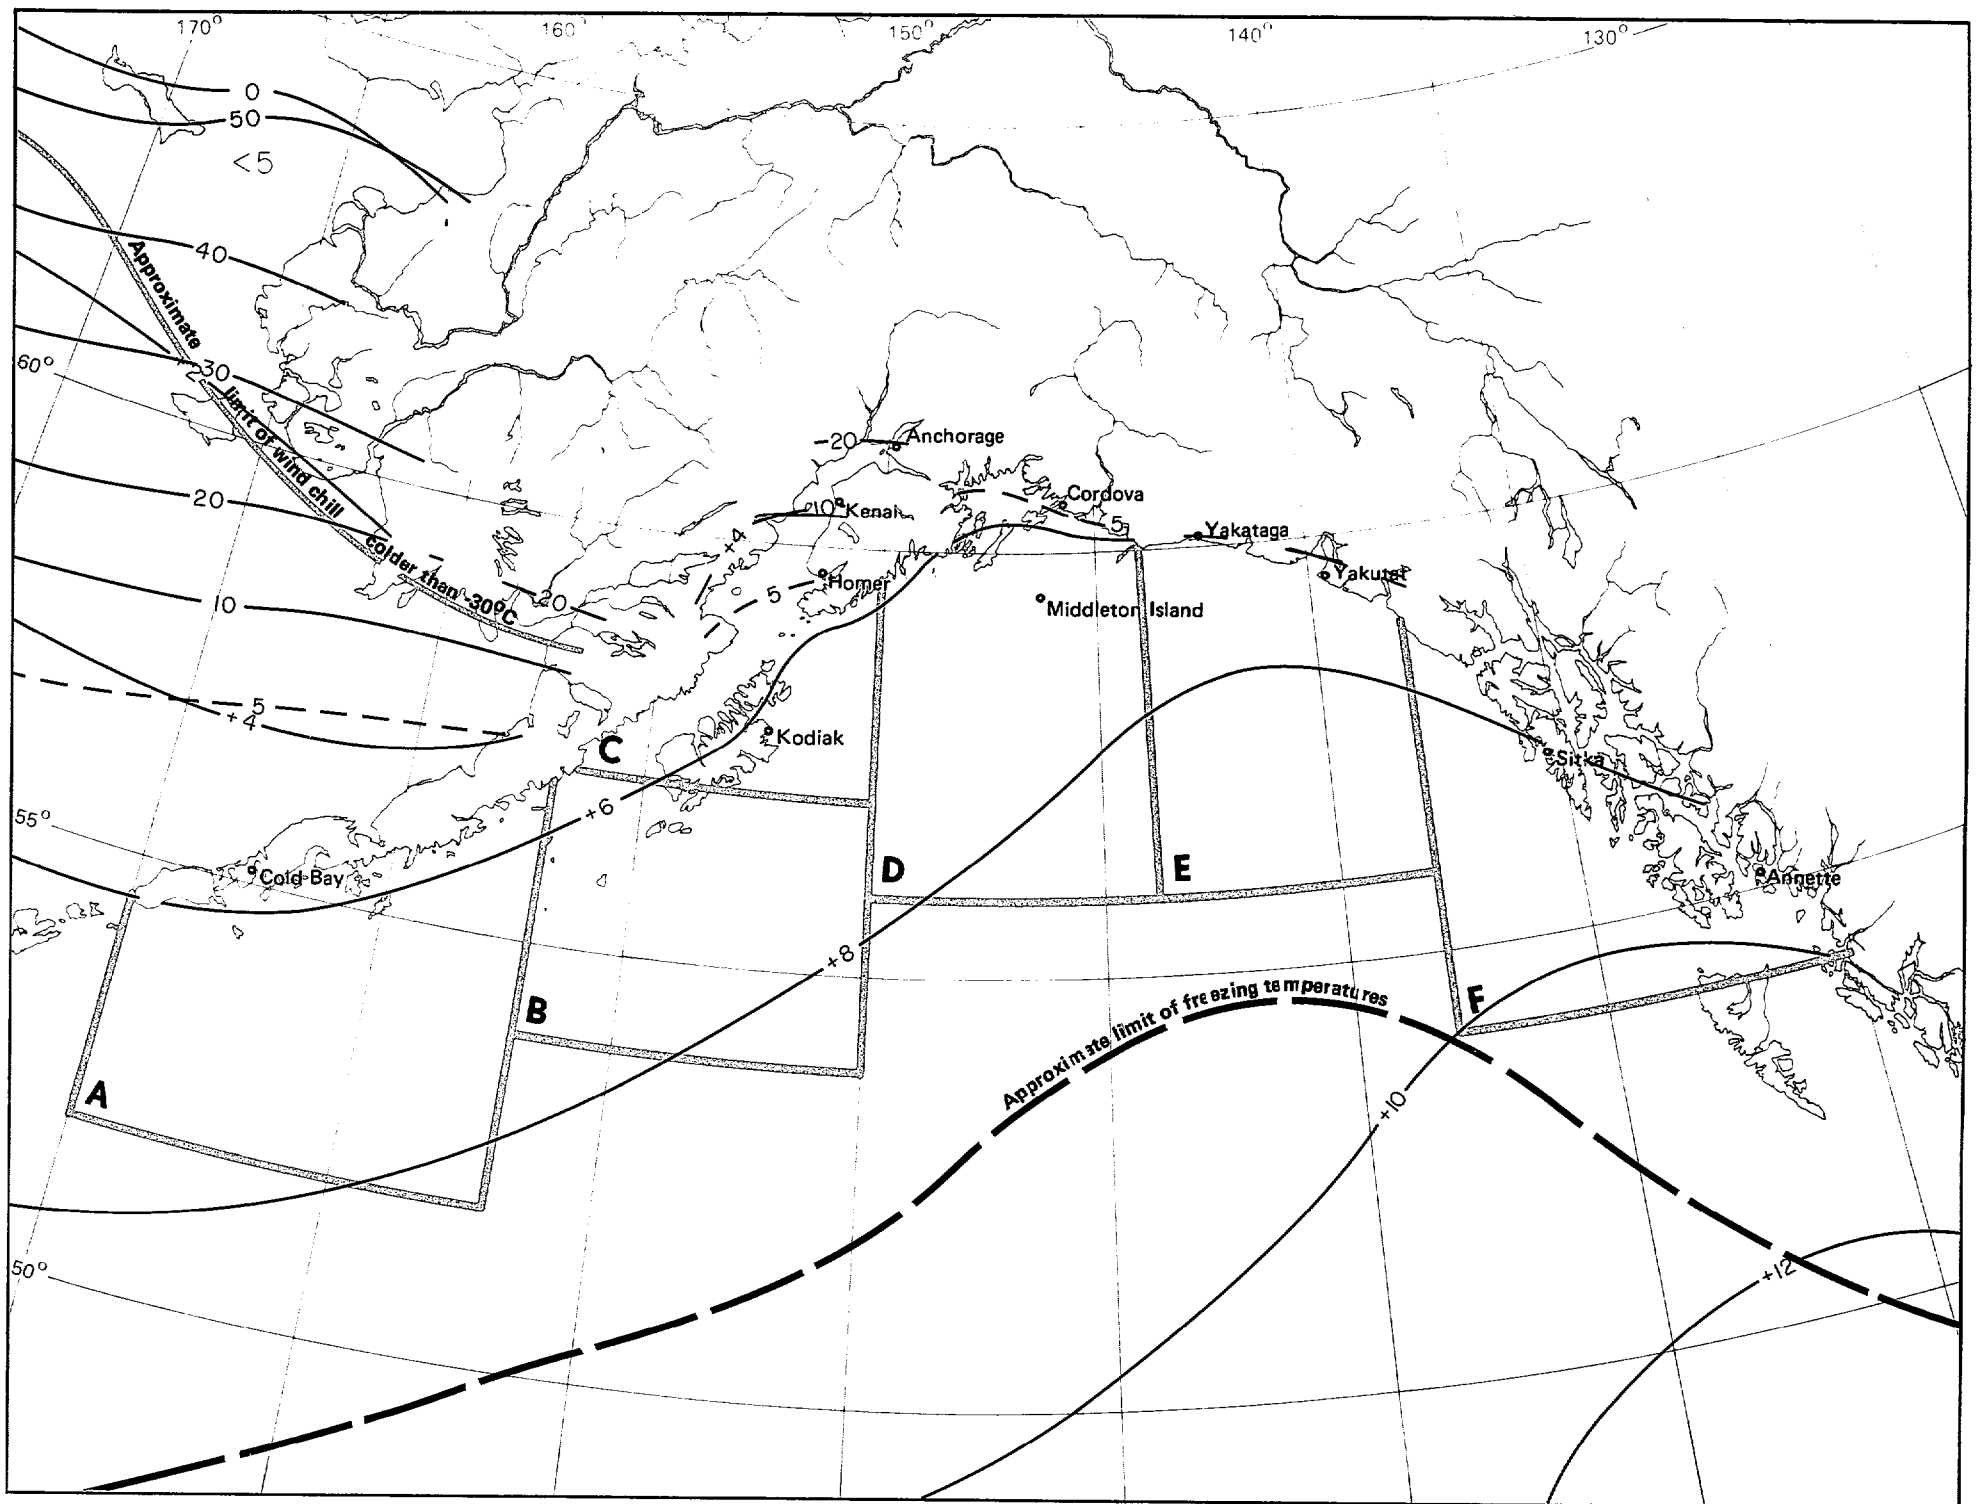 170°
160°
150°
140°
130°
0
50
<5
40
Approximate limit of wind chill colder than -30°C
30
60°
2
20
10
5
+4
20
-20
Anchorage
10
Kenai
+4
5
Homer
Cordova
5
Yakataga
Yakutat
Middleton Island
Kodiak
C
+6
Sitka
55°
Cold Bay
D
E
Annette
+8
B
Approximate limit of freezing temperatures
F
A
+10
50°
+12